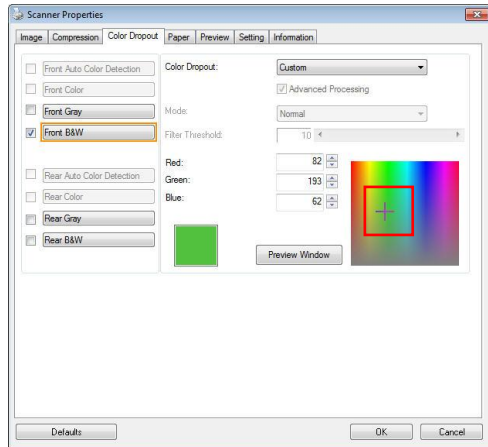 Scanner Properties
Image Compression Color Dropout Paper Preview Setting Information
Front Auto Color Detection
Front Color
Front Gray
Front B&W
Rear Auto Color Detection
Rear Color
Rear Gray
Rear B&W
Color Dropout: Custom
Advanced Processing
Mode: Normal
Filter Threshold: 10
Red: 82
Green: 193
Blue: 62
Preview Window
Defaults OK Cancel